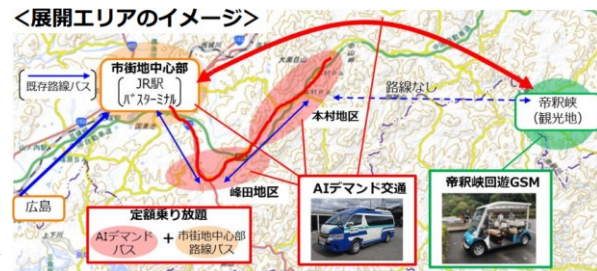 ＜展開エリアのイメージ＞
市街地中心部
JR駅
バスターミナル
既存路線バス
大黒目山
路線なし
帝釈峡
（観光地）
本村地区
峰田地区
広島
AIデマンド交通
帝釈峡回遊GSM
定額乗り放題
AIデマンド
バス
＋
市街地中心部
路線バス